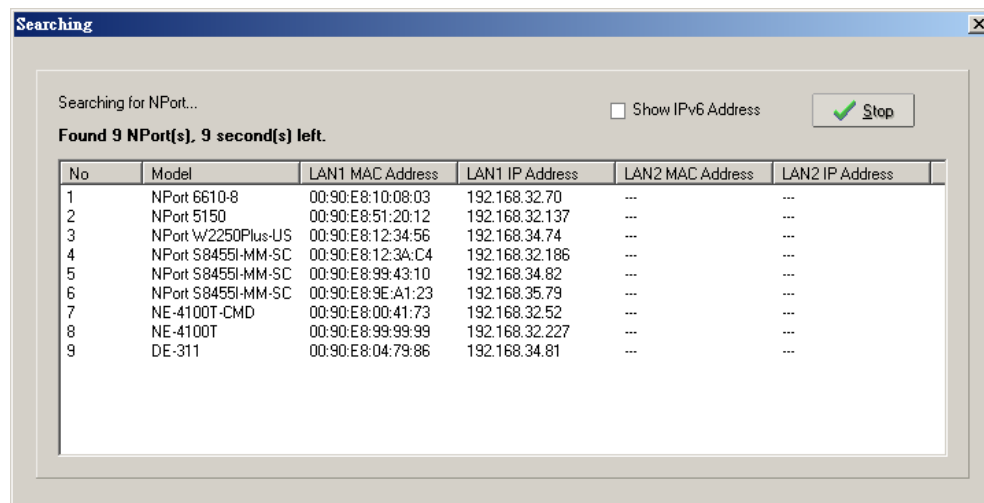 Searching
Searching for NPort...
Show IPv6 Address
Stop
Found 9 NPort(s), 9 second(s) left.
No Model LAN1 MAC Address LAN1 IP Address LAN2 MAC Address LAN2 IP Address
1 NPort 6610-8 00:90:E8:10:08:03 192.168.32.70 --- ---
2 NPort 5150 00:90:E8:51:20:12 192.168.32.137 --- ---
3 NPort W2250Plus-US 00:90:E8:12:34:56 192.168.34.74 --- ---
4 NPort S8455I-MM-SC 00:90:E8:12:3A:C4 192.168.32.186 --- ---
5 NPort S8455I-MM-SC 00:90:E8:99:43:10 192.168.34.82 --- ---
6 NPort S8455I-MM-SC 00:90:E8:9E:A1:23 192.168.35.79 --- ---
7 NE-4100T-CMD 00:90:E8:00:41:73 192.168.32.52 --- ---
8 NE-4100T 00:90:E8:99:99:99 192.168.32.227 --- ---
9 DE-311 00:90:E8:04:79:86 192.168.34.81 --- ---